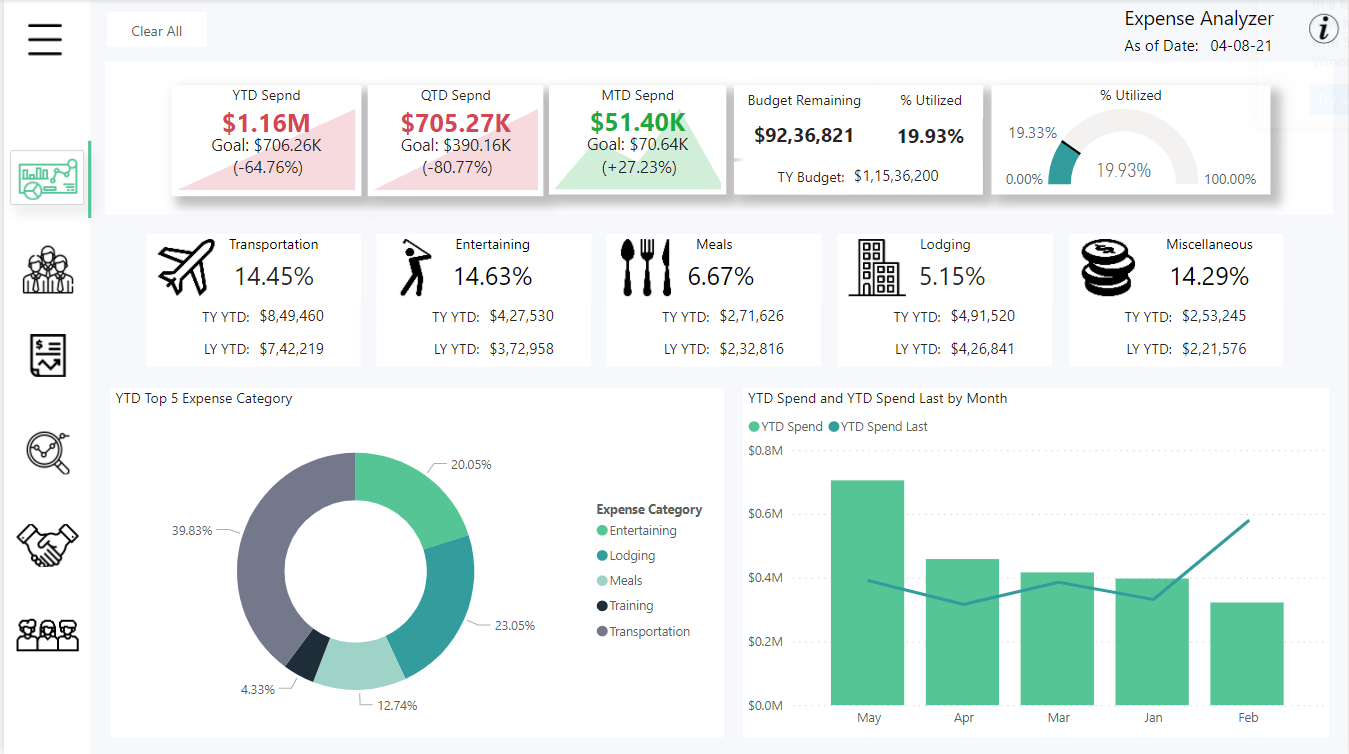 Clear All
Expense Analyzer
As of Date: 04-08-21
YTD Sepnd
$1.16M
Goal: $706.26K
(-64.76%)
QTD Sepnd
$705.27K
Goal: $390.16K
(-80.77%)
MTD Sepnd
$51.40K
Goal: $70.64K
(+27.23%)
Budget Remaining % Utilized
$92,36,821 19.93%
TY Budget: $1,15,36,200
% Utilized
19.33%
19.93%
0.00% 100.00%
Transportation
14.45%
TY YTD: $8,49,460
LY YTD: $7,42,219
Entertaining
14.63%
TY YTD: $4,27,530
LY YTD: $3,72,958
Meals
6.67%
TY YTD: $2,71,626
LY YTD: $2,32,816
Lodging
5.15%
TY YTD: $4,91,520
LY YTD: $4,26,841
Miscellaneous
14.29%
TY YTD: $2,53,245
LY YTD: $2,21,576
YTD Top 5 Expense Category
20.05%
39.83%
23.05%
4.33%
12.74%
Expense Category
Entertaining
Lodging
Meals
Training
Transportation
YTD Spend and YTD Spend Last by Month
YTD Spend YTD Spend Last
$0.8M
$0.6M
$0.4M
$0.2M
$0.0M
May Apr Mar Jan Feb